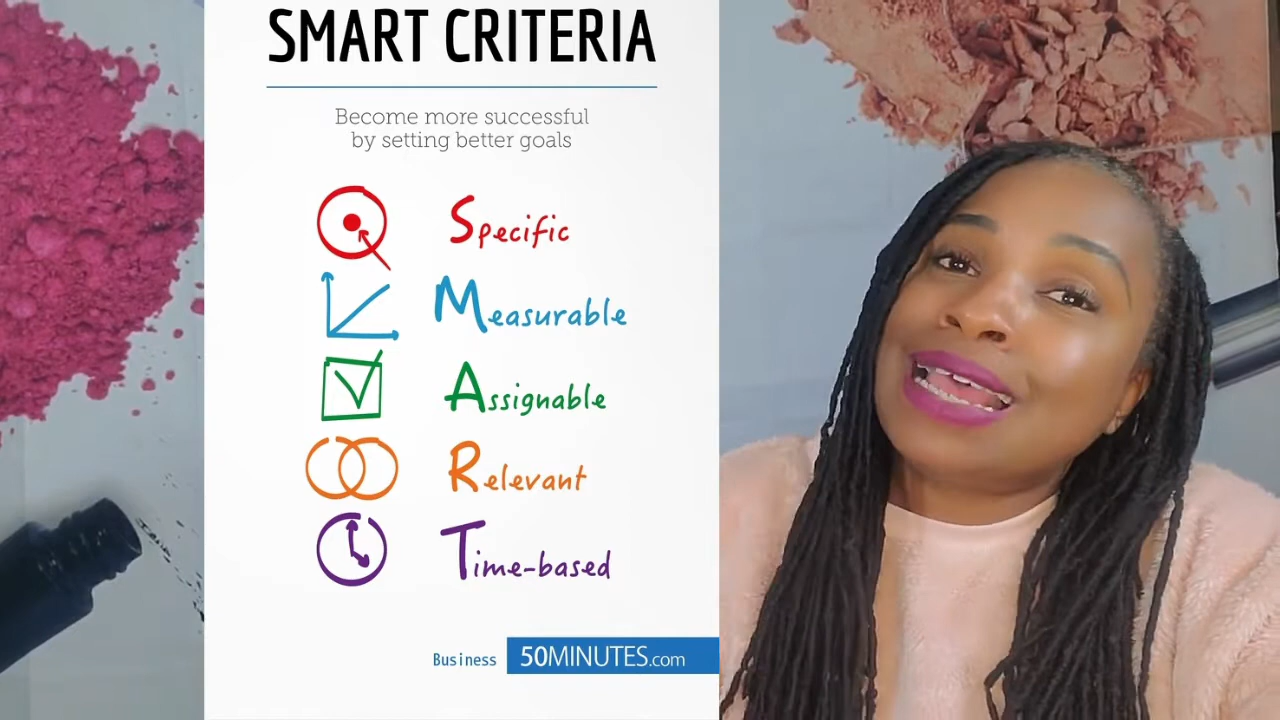 SMART CRITERIA
Become more successful
by setting better goals
Specific
Measurable
Assignable
Relevant
Time-based
Business 50MINUTES.com